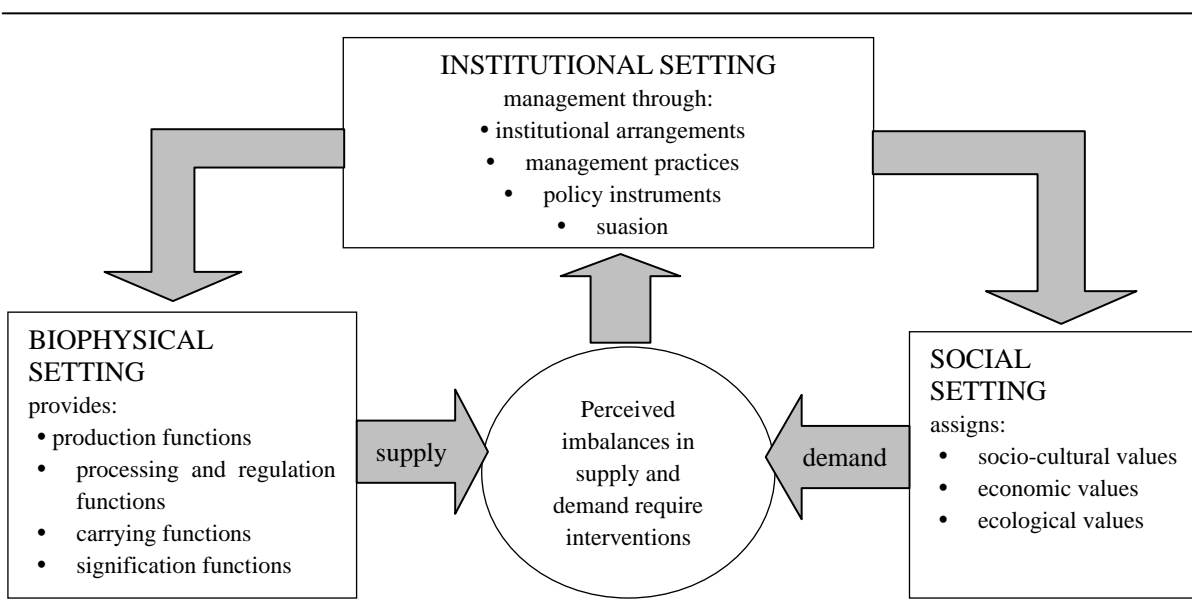 INSTITUTIONAL SETTING
management through:
• institutional arrangements
• management practices
• policy instruments
• suasion
BIOPHYSICAL
SETTING
provides:
• production functions
• processing and regulation
functions
• carrying functions
• signification functions
supply
Perceived
imbalances in
supply and
demand require
interventions
demand
SOCIAL
SETTING
assigns:
• socio-cultural values
• economic values
• ecological values